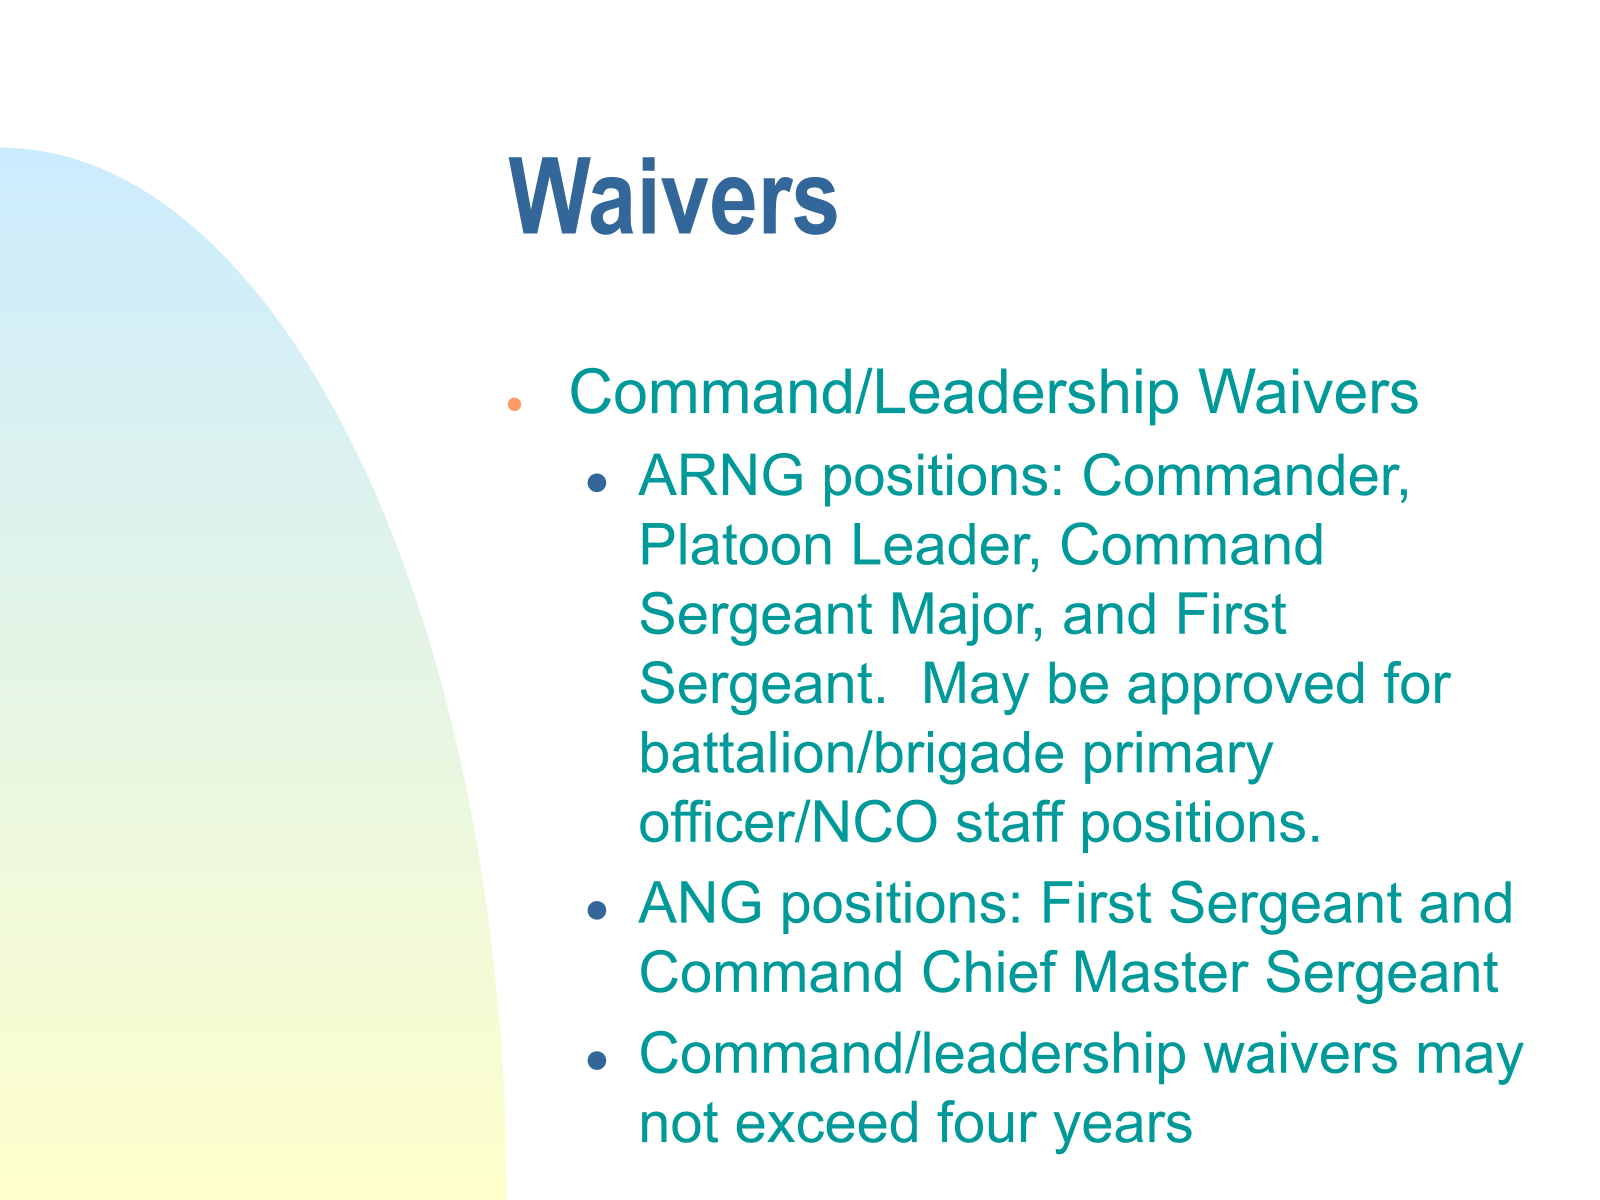 Waivers
Command/Leadership Waivers
ARNG positions: Commander,
Platoon Leader, Command
Sergeant Major, and First
Sergeant.  May be approved for
battalion/brigade primary
officer/NCO staff positions.
ANG positions: First Sergeant and
Command Chief Master Sergeant
Command/leadership waivers may
not exceed four years